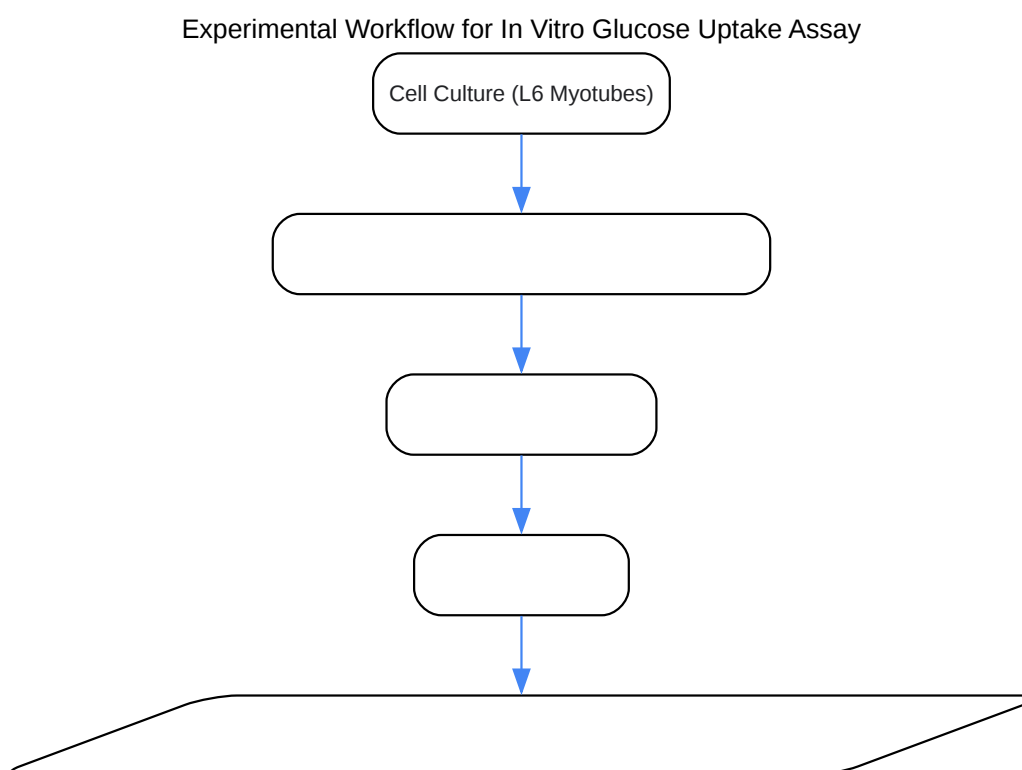 Experimental Workflow for In Vitro Glucose Uptake Assay
Cell Culture (L6 Myotubes)